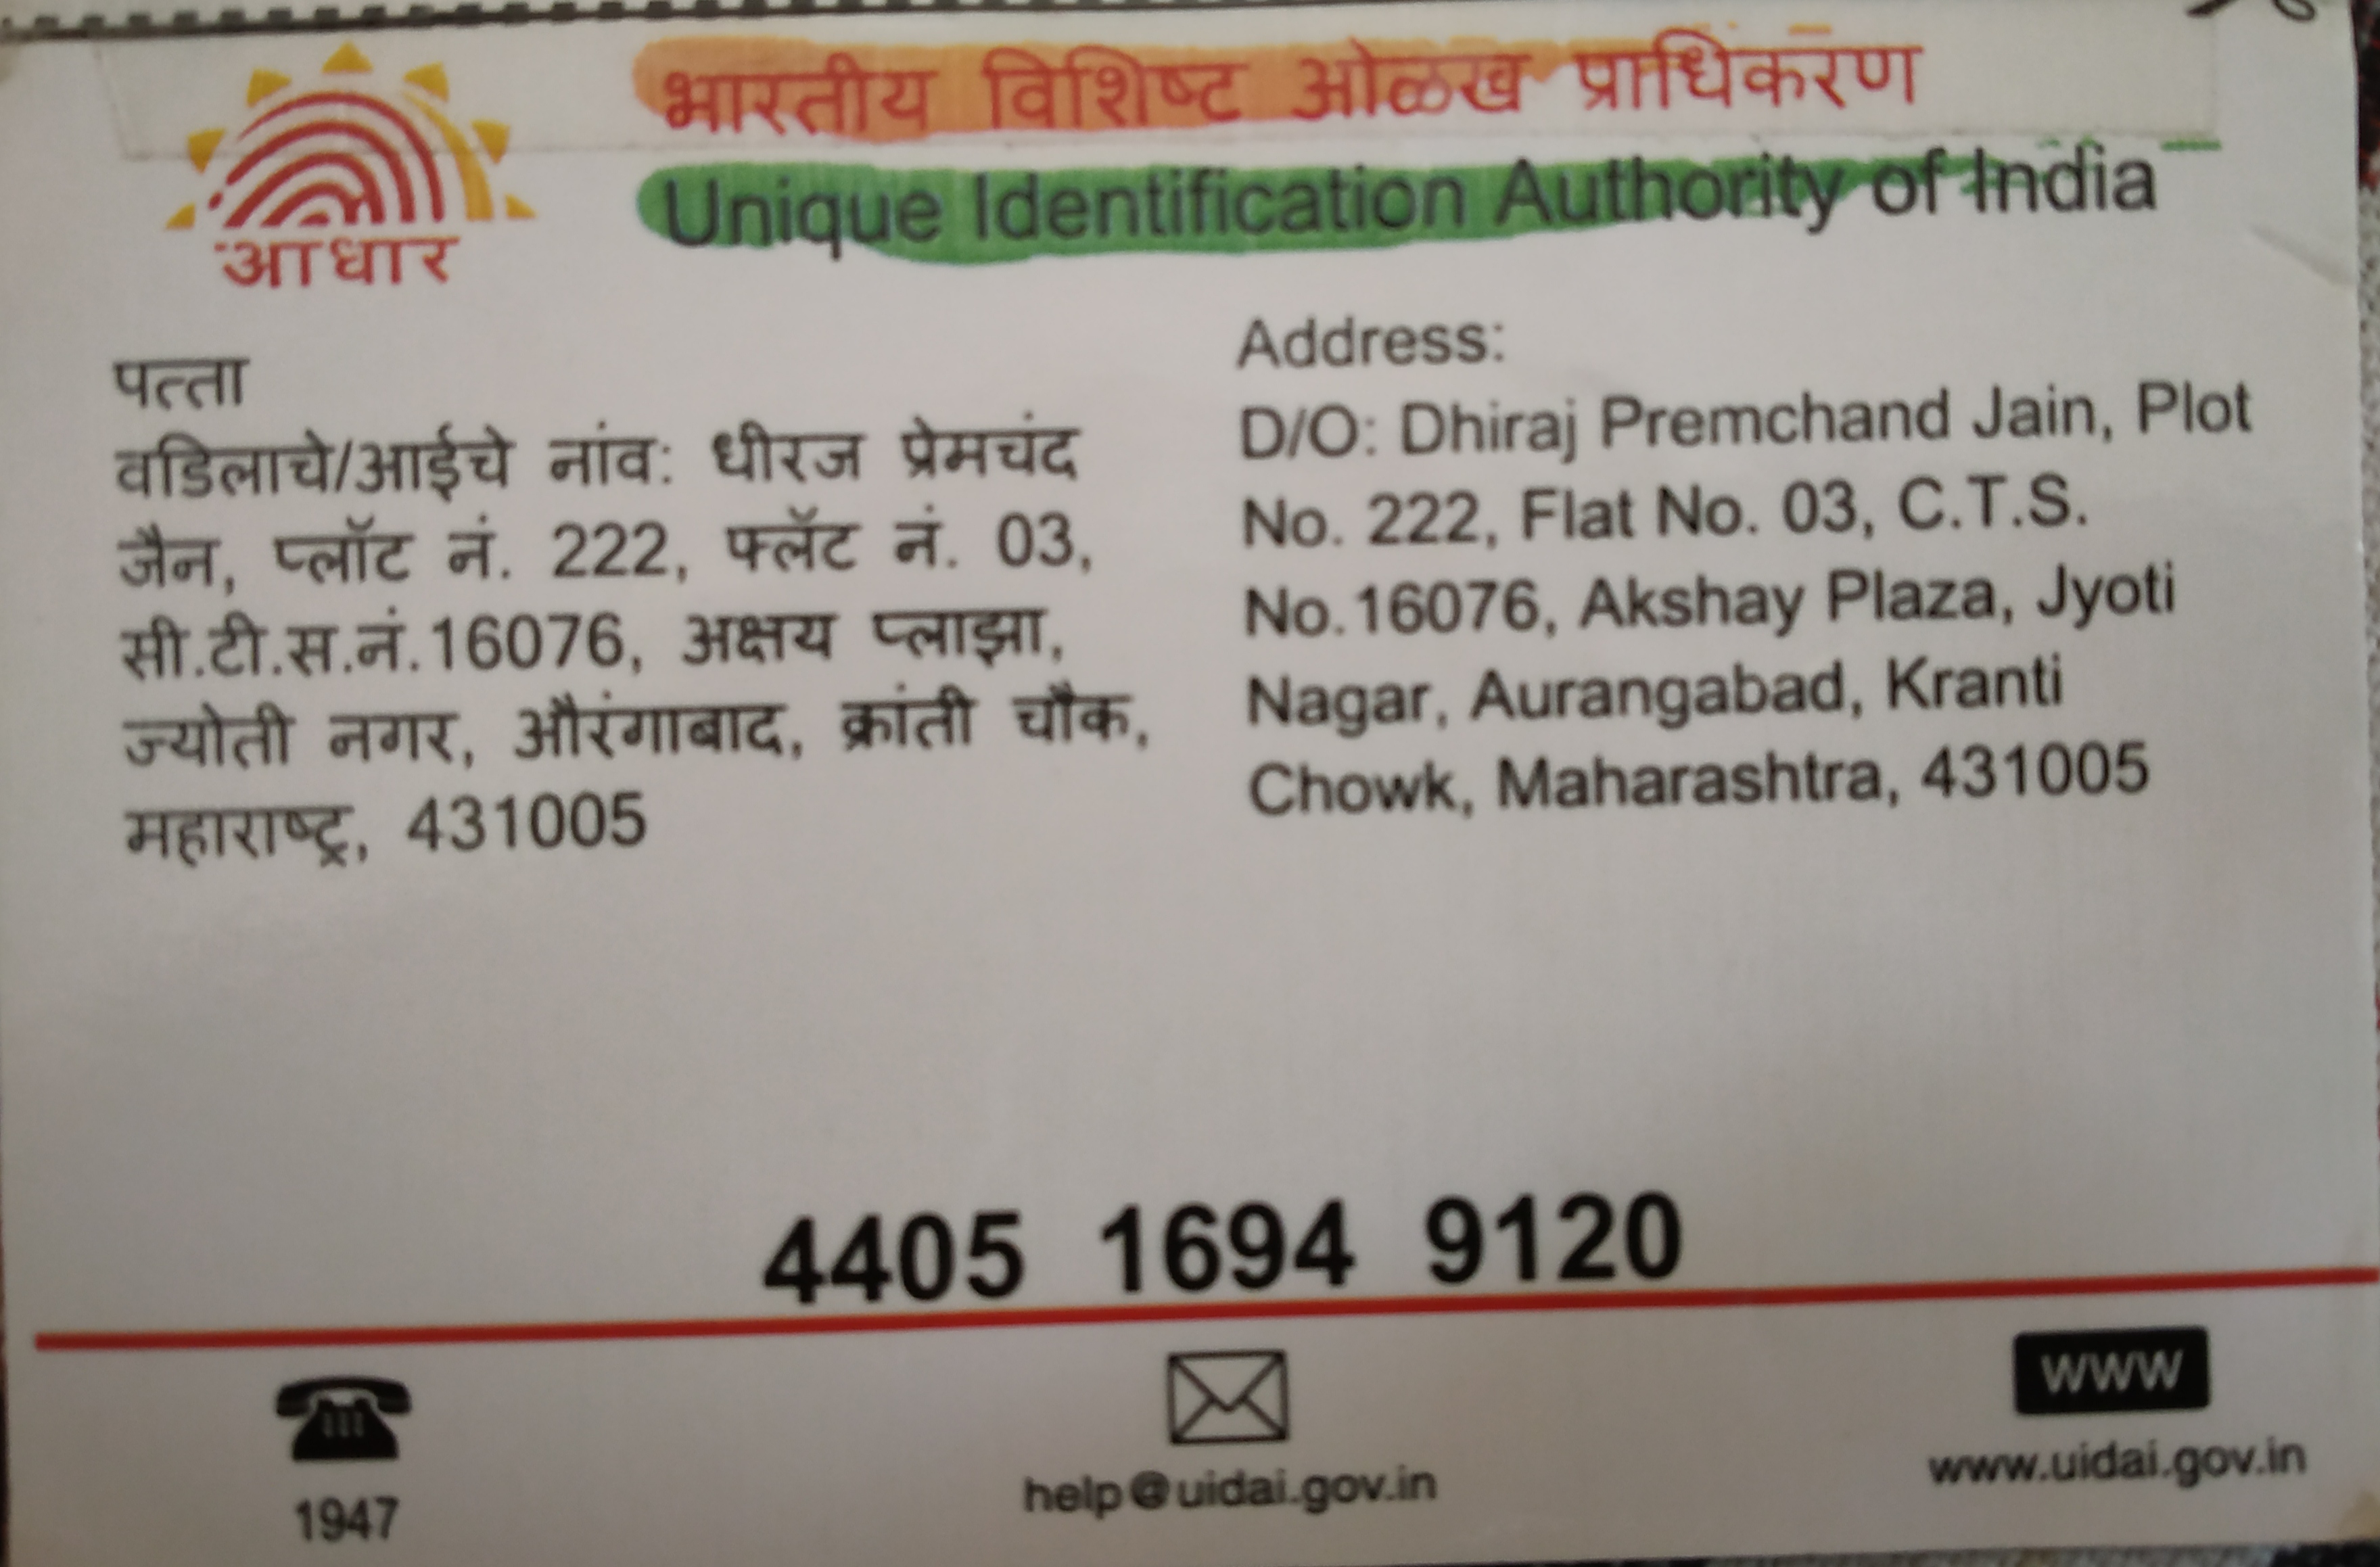 भारतीय विशिष्ट ओळख प्राधिकरण
Unique Identification Authority of India
आधार
पत्ता
वडिलाचे/आईचे नांव: धीरज प्रेमचंद
जैन, प्लॉट नं. 222, फ्लॅट नं. 03,
सी.टी.स.नं.16076, अक्षय प्लाझा,
ज्योती नगर, औरंगाबाद, क्रांती चौक,
महाराष्ट्र, 431005
Address:
D/O: Dhiraj Premchand Jain, Plot
No. 222, Flat No. 03, C.T.S.
No.16076, Akshay Plaza, Jyoti
Nagar, Aurangabad, Kranti
Chowk, Maharashtra, 431005
4405 1694 9120
1947
help@uidai.gov.in
www
www.uidai.gov.in